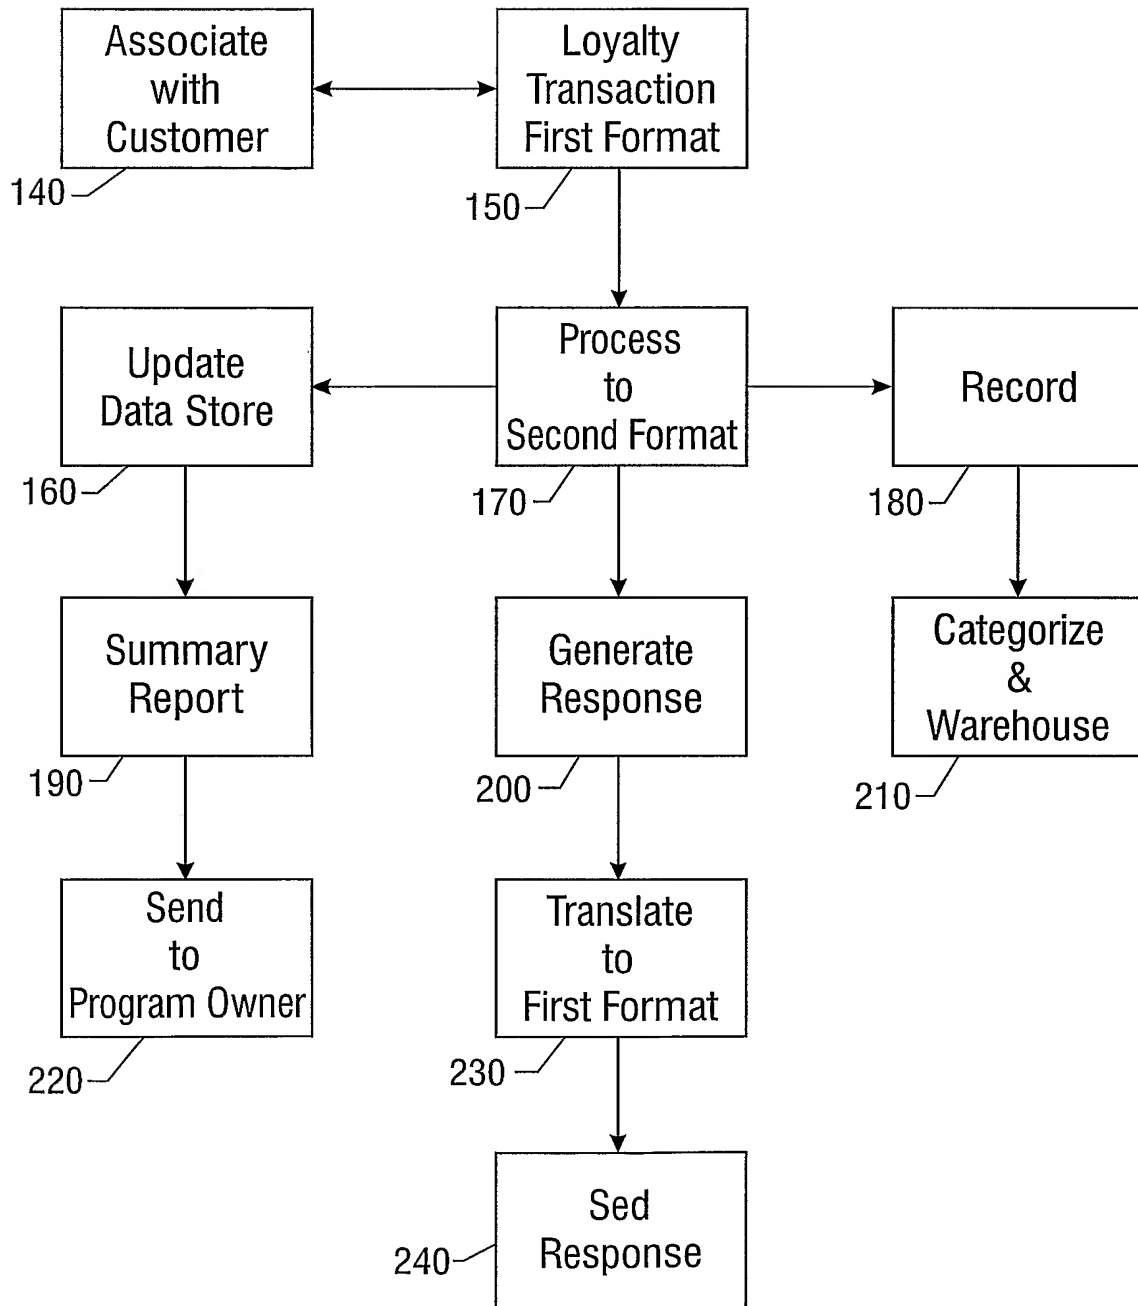 Associate
with
Customer
140
Loyalty
Transaction
First Format
150
Update
Data Store
160
Process
to
Second Format
170
Record
180
Summary
Report
190
Generate
Response
200
Categorize
&
Warehouse
210
Send
to
Program Owner
220
Translate
to
First Format
230
Sed
Response
240